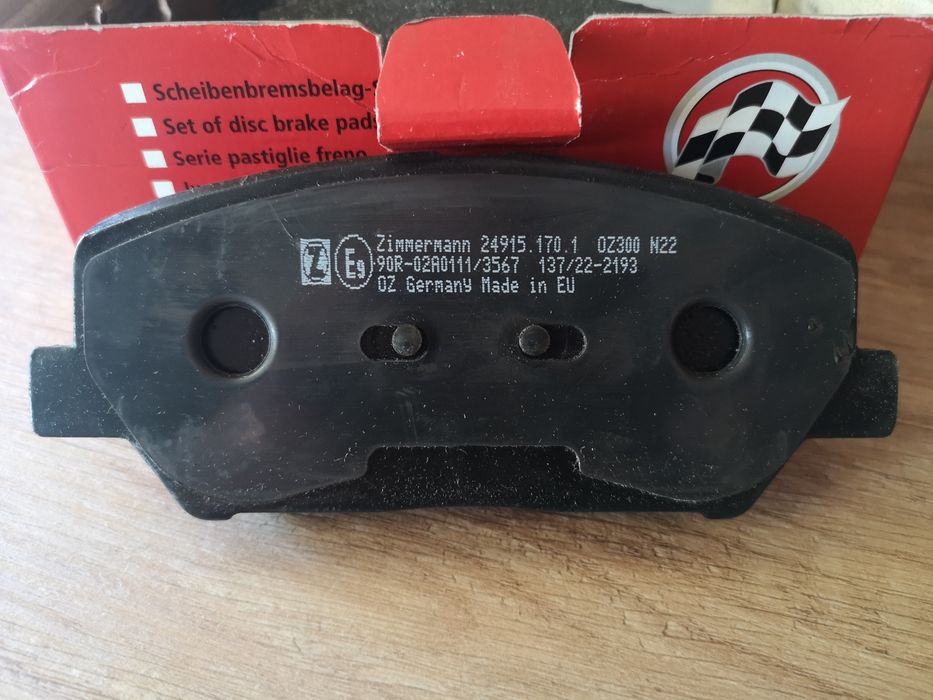 Scheibenbremsbelag-
Set of disc brake pads
Serie pastiglie freno
Z E9 Zimmermann 24915.170.1 OZ300 N22
90R-02A0111/3567 137/22-2193
OZ Germany Made in EU